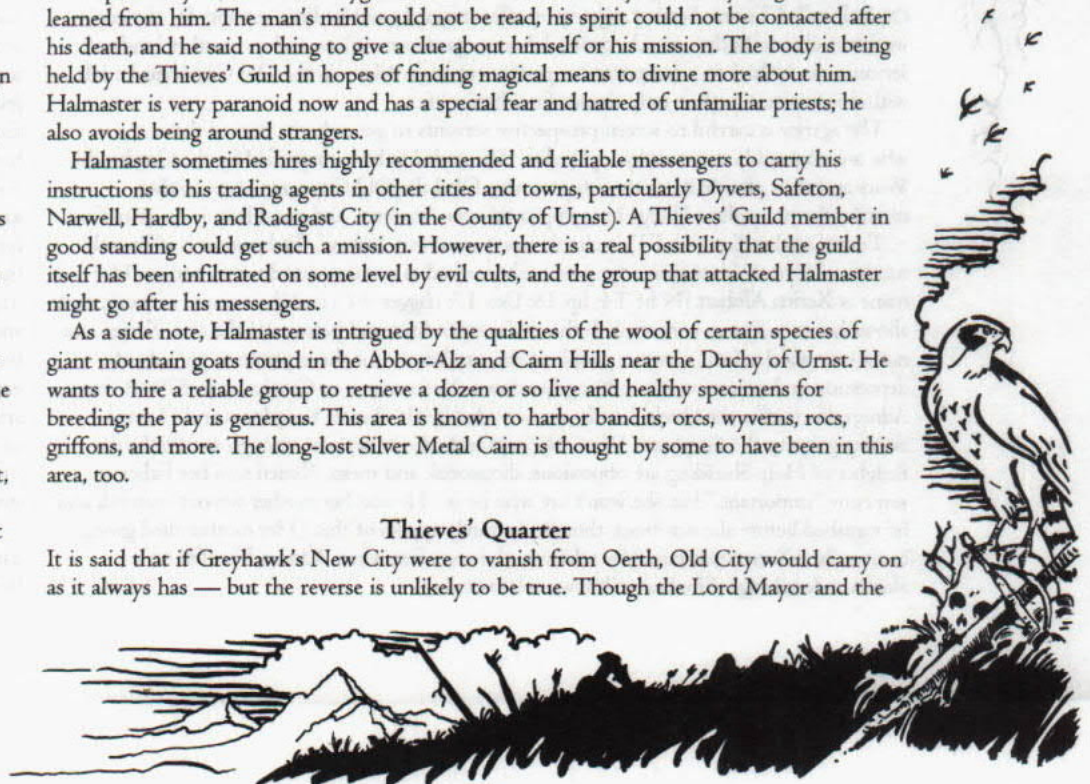 learned from him. The man's mind could not be read, his spirit could not be contacted after
his death, and he said nothing to give a clue about himself or his mission. The body is being
held by the Thieves' Guild in hopes of finding magical means to divine more about him.
Halmaster is very paranoid now and has a special fear and hatred of unfamiliar priests; he
also avoids being around strangers.
Halmaster sometimes hires highly recommended and reliable messengers to carry his
instructions to his trading agents in other cities and towns, particularly Dyvers, Safeton,
Narwell, Hardby, and Radigast City (in the County of Urnst). A Thieves' Guild member in
good standing could get such a mission. However, there is a real possibility that the guild
itself has been infiltrated on some level by evil cults, and the group that attacked Halmaster
might go after his messengers.
As a side note, Halmaster is intrigued by the qualities of the wool of certain species of
giant mountain goats found in the Abbor-Alz and Cairn Hills near the Duchy of Urnst. He
wants to hire a reliable group to retrieve a dozen or so live and healthy specimens for
breeding; the pay is generous. This area is known to harbor bandits, orcs, wyverns, rocs,
griffons, and more. The long-lost Silver Metal Cairn is thought by some to have been in this
area, too.
Thieves' Quarter
It is said that if Greyhawk's New City were to vanish from Oerth, Old City would carry on
as it always has — but the reverse is unlikely to be true. Though the Lord Mayor and the